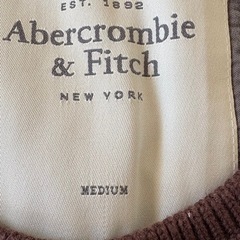 EST. 1892
Abercrombie
& Fitch
NEW YORK
MEDIUM